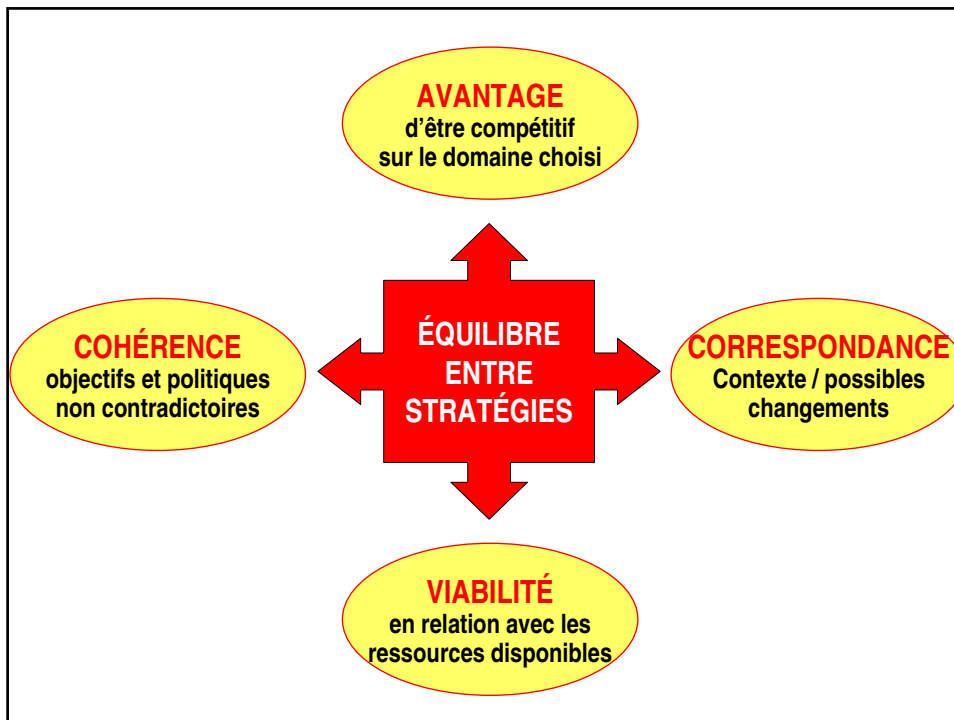 AVANTAGE
d'être compétitif
sur le domaine choisi
COHÉRENCE
objectifs et politiques
non contradictoires
ÉQUILIBRE
ENTRE
STRATÉGIES
CORRESPONDANCE
Contexte / possibles
changements
VIABILITÉ
en relation avec les
ressources disponibles